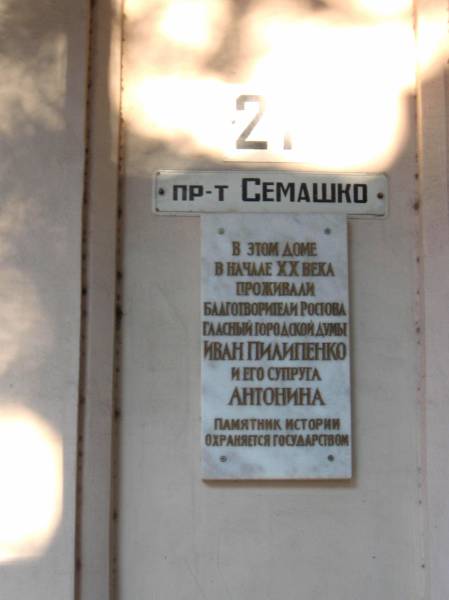 21
ПР-Т СЕМАШКО
В ЭТОМ ДОМЕ
В НАЧАЛЕ XX ВЕКА
ПРОЖИВАЛИ
БЛАГОТВОРИТЕЛИ РОСТОВА
ГЛАСНЫЙ ГОРОДСКОЙ ДУМЫ
ИВАН ПИЛИПЕНКО
И ЕГО СУПРУГА
АНТОНИНА
ПАМЯТНИК ИСТОРИИ
ОХРАНЯЕТСЯ ГОСУДАРСТВОМ